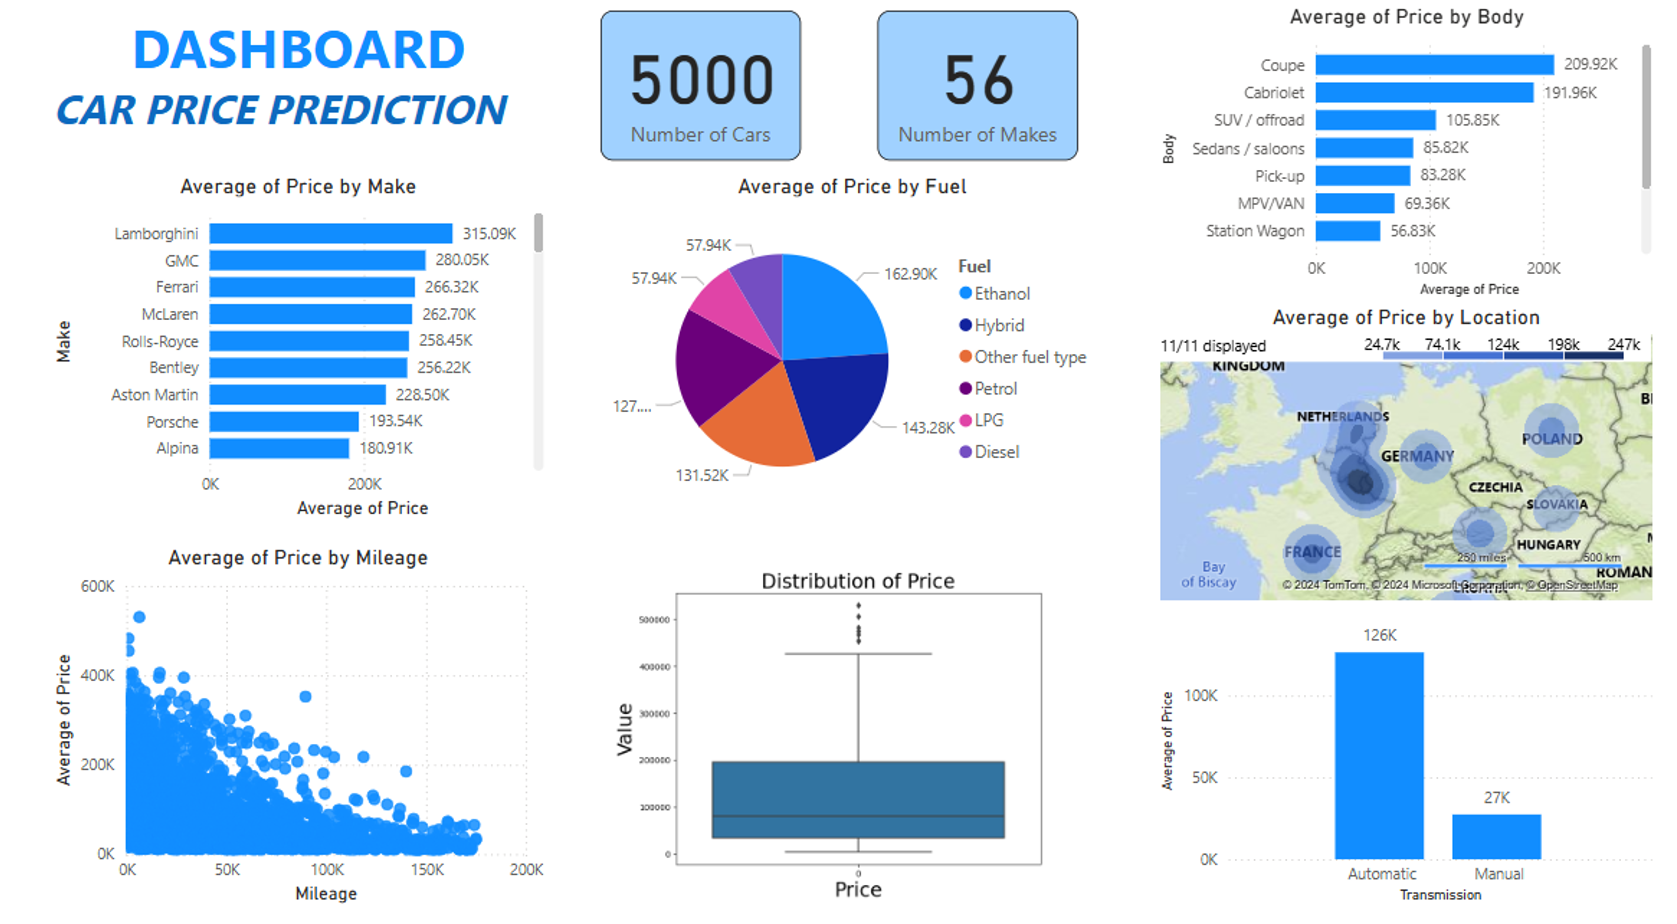 DASHBOARD
CAR PRICE PREDICTION
5000
Number of Cars
56
Number of Makes
Average of Price by Make
Make
Lamborghini 315.09K
GMC 280.05K
Ferrari 266.32K
McLaren 262.70K
Rolls-Royce 258.45K
Bentley 256.22K
Aston Martin 228.50K
Porsche 193.54K
Alpina 180.91K
0K 200K
Average of Price
Average of Price by Fuel
57.94K
57.94K
162.90K
127....
143.28K
131.52K
Fuel
Ethanol
Hybrid
Other fuel type
Petrol
LPG
Diesel
Average of Price by Body
Body
Coupe 209.92K
Cabriolet 191.96K
SUV / offroad 105.85K
Sedans / saloons 85.82K
Pick-up 83.28K
MPV/VAN 69.36K
Station Wagon 56.83K
0K 100K 200K
Average of Price
Average of Price by Location
11/11 displayed
24.7k 74.1k 124k 198k 247k
KINGDOM
NETHERLANDS
POLAND
GERMANY
CZECHIA
SLOVAKIA
FRANCE
HUNGARY
Bay
of Biscay
250 miles 500 km
ROMAN
© 2024 TomTom, © 2024 Microsoft Corporation, © OpenStreetMap
Average of Price by Mileage
Average of Price
600K
400K
200K
0K
0K 50K 100K 150K 200K
Mileage
Distribution of Price
Value
500000
400000
300000
200000
100000
0
0
Price
Average of Price
126K
100K
50K
27K
0K
Automatic Manual
Transmission